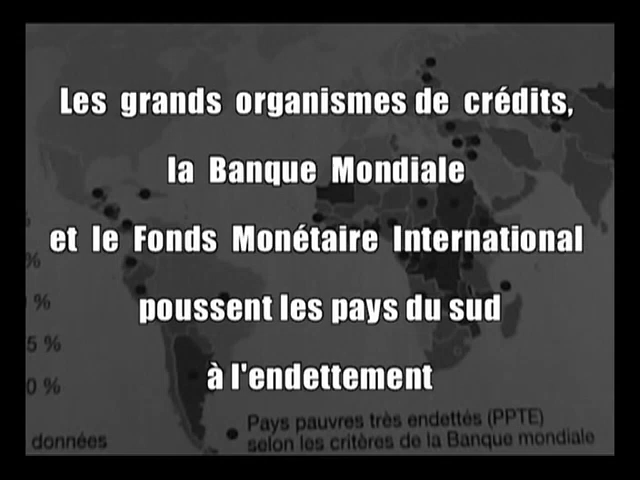 Les grands organismes de crédits,
la Banque Mondiale
et le Fonds Monétaire International
poussent les pays du sud
à l'endettement
%
%
5 %
0 %
données
Pays pauvres très endettés (PPTE)
selon les critères de la Banque mondiale